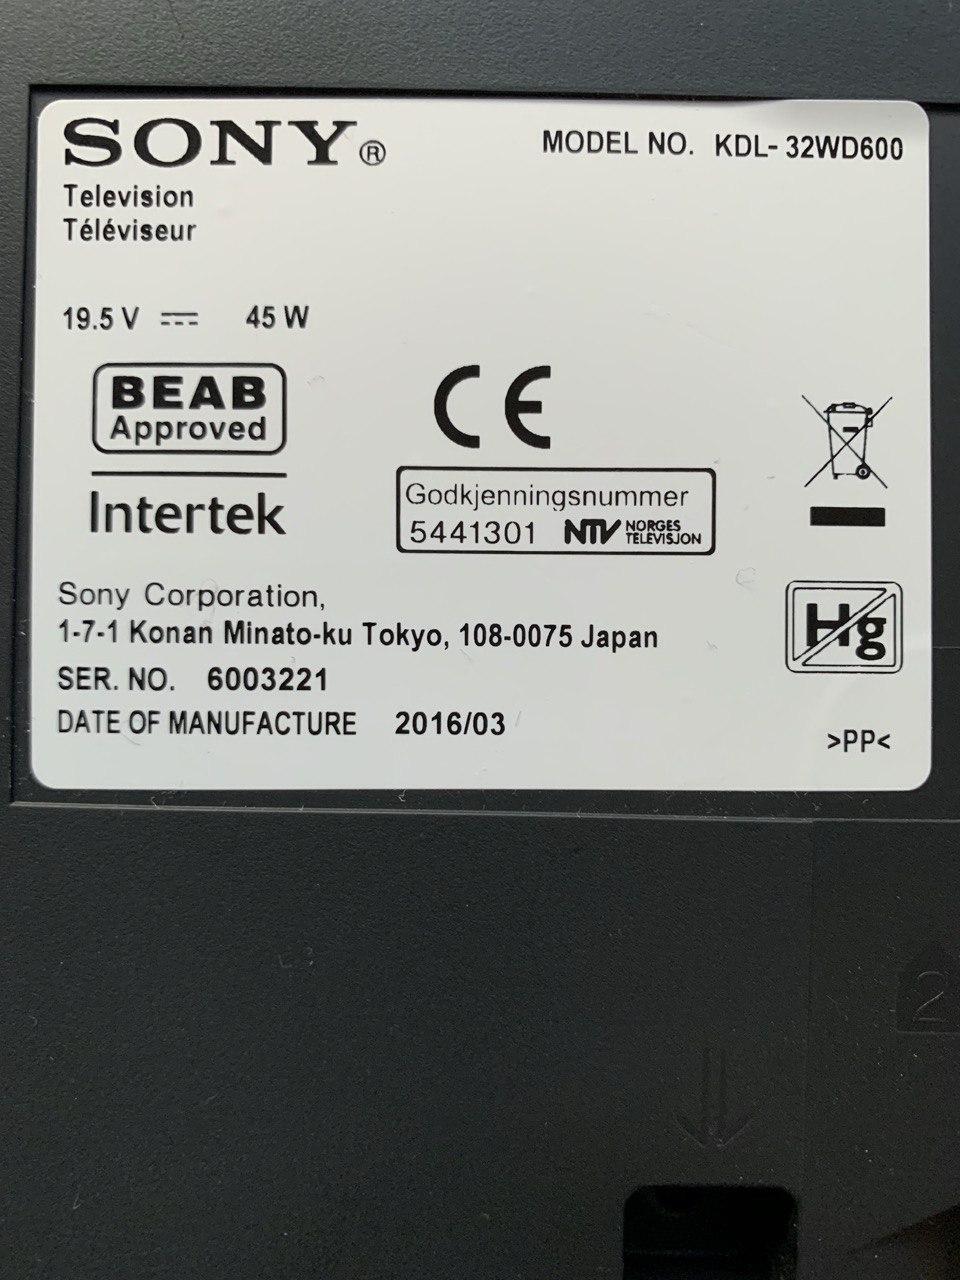 SONY®
MODEL NO. KDL- 32WD600
Television
Téléviseur
19.5 V 45 W
BEAB
Approved
Intertek
CE
Godkjenningsnummer
5441301 NTV NORGES
TELEVISJON
Sony Corporation,
1-7-1 Konan Minato-ku Tokyo, 108-0075 Japan
Hg
SER. NO. 6003221
DATE OF MANUFACTURE 2016/03
>PP<
2